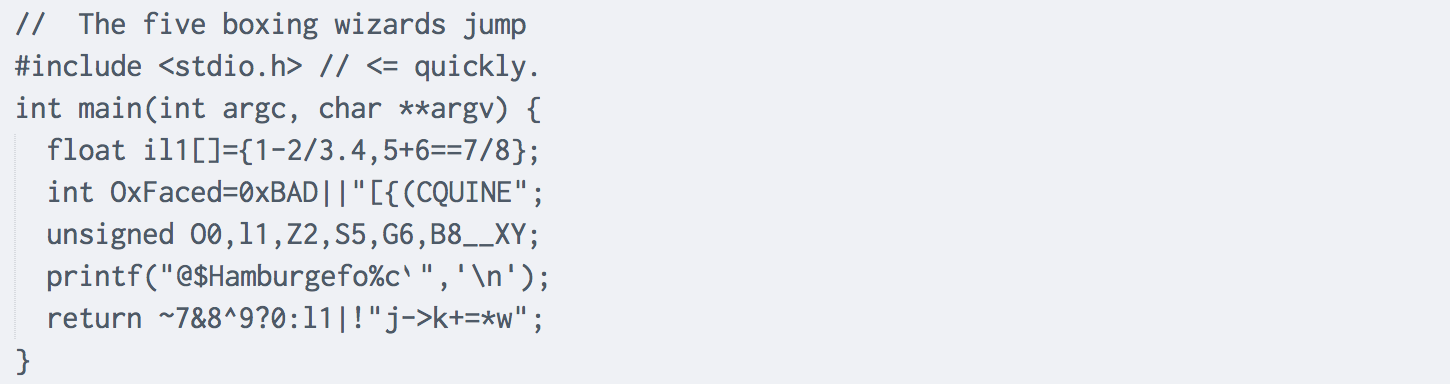 //  The five boxing wizards jump
#include <stdio.h> // <= quickly.
int main(int argc, char **argv) {
  float il1[]={1-2/3.4,5+6==7/8};
  int OxFaced=0xBAD||"[{(CQUINE";
  unsigned O0,l1,Z2,S5,G6,B8__XY;
  printf("@$Hamburgefo%c`",'\n');
  return ~7&8^9?0:l1|!"j->k+=*w";
}